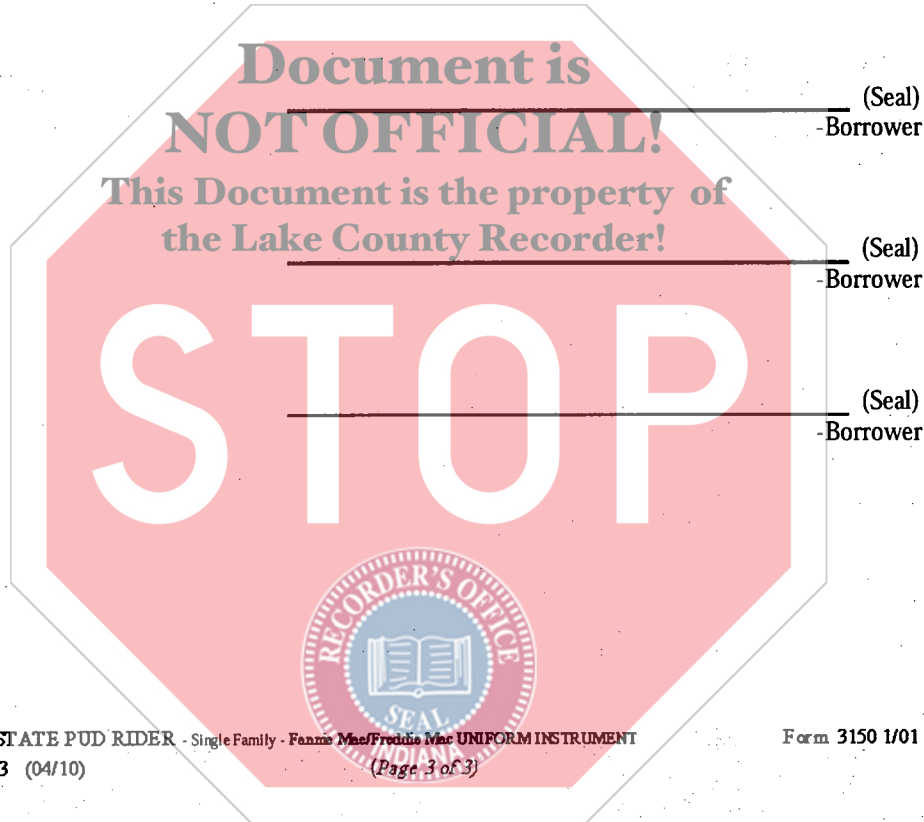 Document is
(Seal)
NOT OFFICIAL!
-Borrower
This Document is the property of
the Lake County Recorder!
(Seal)
-Borrower
STOP
(Seal)
-Borrower
RECORDER'S OFFICE
SEAL
INDIANA
STATE PUD RIDER - Single Family - Fannie Mae/Freddie Mac UNIFORM INSTRUMENT Form 3150 1/01
3 (04/10) (Page 3 of 3)